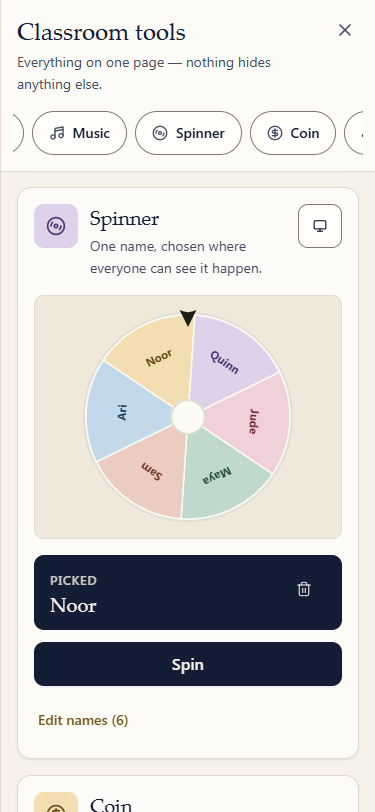 Classroom tools
Everything on one page — nothing hides
anything else.
Music
Spinner
Coin
Spinner
One name, chosen where
everyone can see it happen.
Noor
Quinn
Ari
Jude
Sam
Maya
PICKED
Noor
Spin
Edit names (6)
Coin